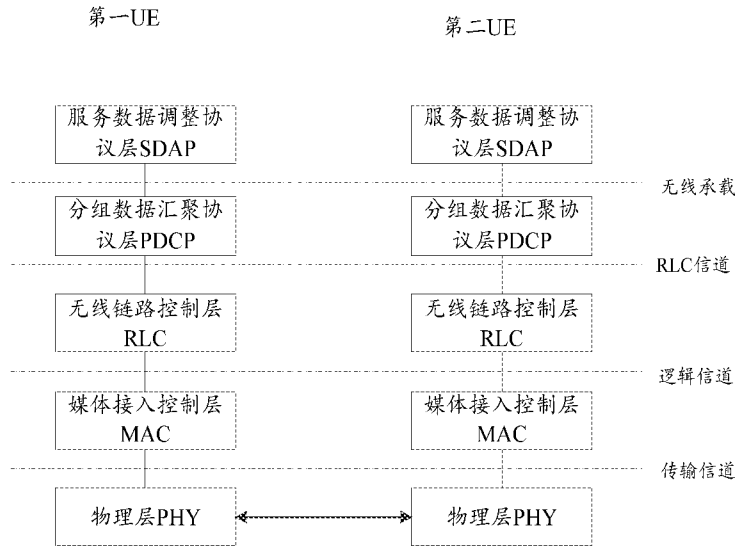 第一UE
第二UE
服务数据调整协
议层SDAP
服务数据调整协
议层SDAP
无线承载
分组数据汇聚协
议层PDCP
分组数据汇聚协
议层PDCP
RLC信道
无线链路控制层
RLC
无线链路控制层
RLC
逻辑信道
媒体接入控制层
MAC
媒体接入控制层
MAC
传输信道
物理层PHY
物理层PHY